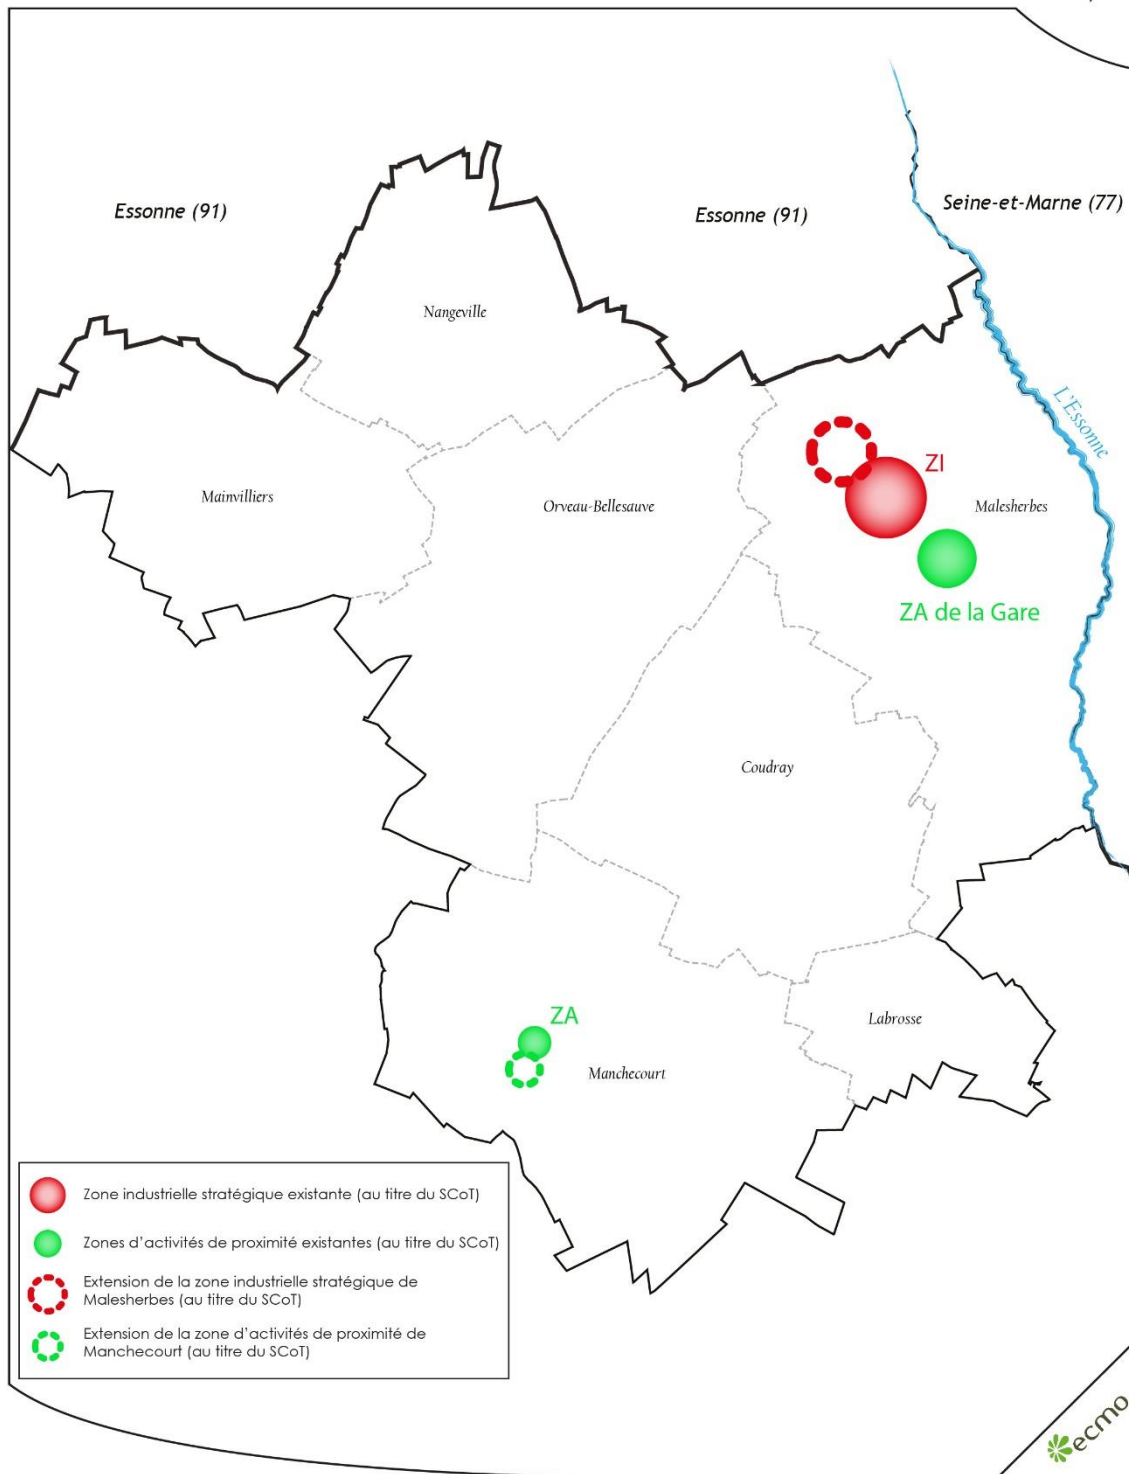 Essonne (91)
Essonne (91)
Seine-et-Marne (77)
Nangeville
L'Essonne
ZI
Mainvilliers
Orveau-Bellesauve
Malesherbes
ZA de la Gare
Coudray
ZA
Labrosse
Manchecourt
Zone industrielle stratégique existante (au titre du SCoT)
Zones d'activités de proximité existantes (au titre du SCoT)
Extension de la zone industrielle stratégique de
Malesherbes (au titre du SCoT)
Extension de la zone d'activités de proximité de
Manchecourt (au titre du SCoT)
ecmo